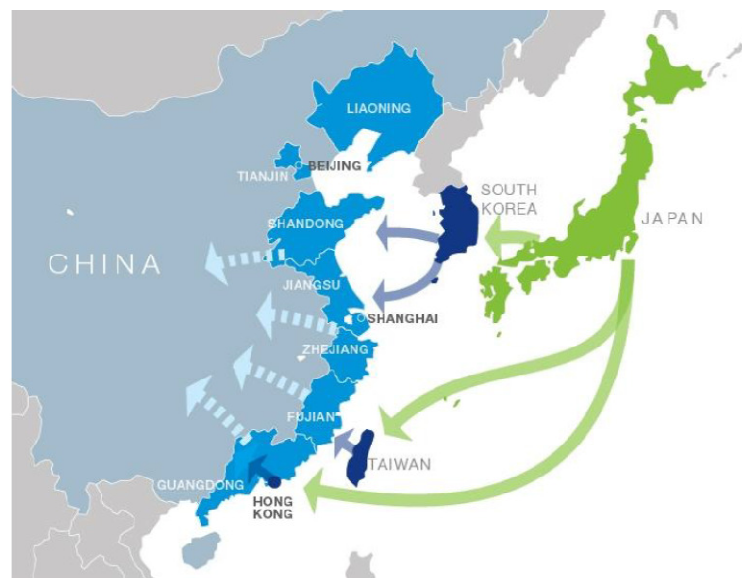 LIAONING
BEIJING
TIANJIN
SOUTH
KOREA
SHANDONG
JAPAN
CHINA
JIANGSU
SHANGHAI
ZHEJIANG
FUJIAN
TAIWAN
GUANGDONG
HONG
KONG